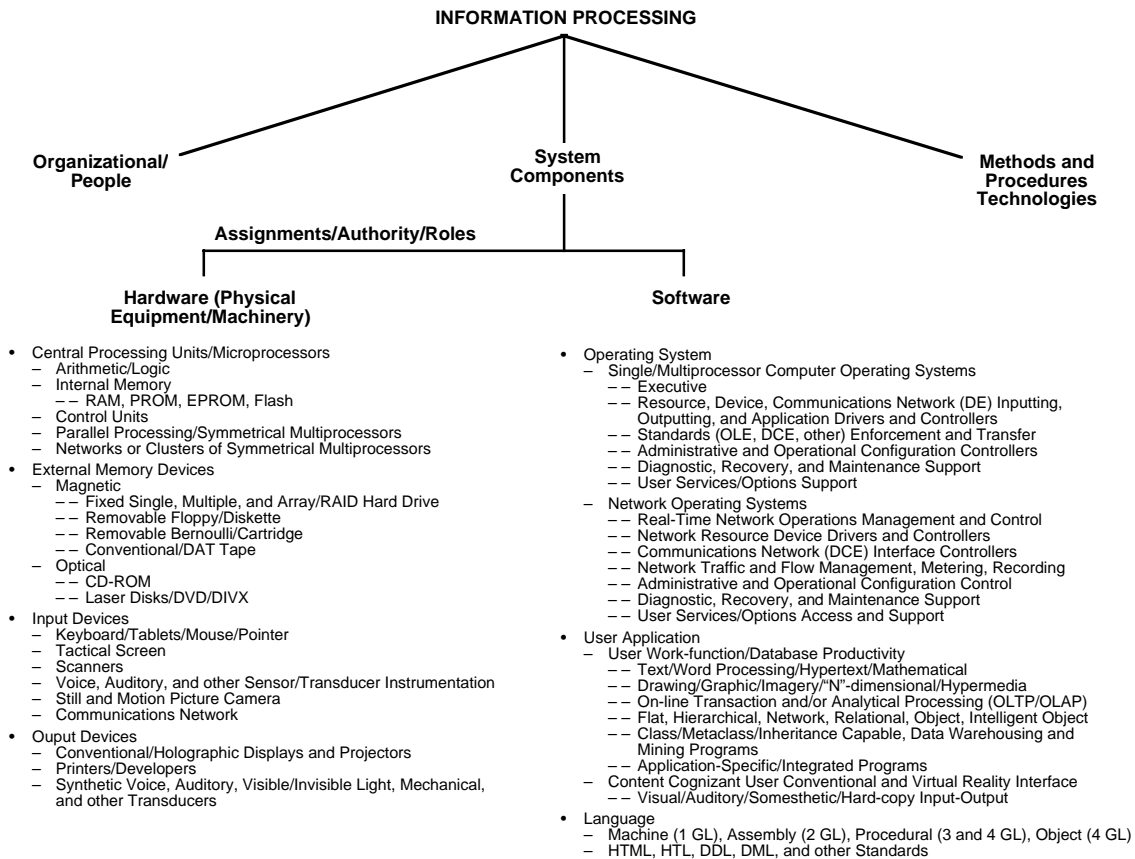 INFORMATION PROCESSING
Organizational/
People
System
Components
Methods and
Procedures
Technologies
Assignments/Authority/Roles
Hardware (Physical
Equipment/Machinery)
Software
• Central Processing Units/Microprocessors
– Arithmetic/Logic
– Internal Memory
– – RAM, PROM, EPROM, Flash
– Control Units
– Parallel Processing/Symmetrical Multiprocessors
– Networks or Clusters of Symmetrical Multiprocessors
• External Memory Devices
– Magnetic
– – Fixed Single, Multiple, and Array/RAID Hard Drive
– – Removable Floppy/Diskette
– – Removable Bernoulli/Cartridge
– – Conventional/DAT Tape
– Optical
– – CD-ROM
– – Laser Disks/DVD/DIVX
• Input Devices
– Keyboard/Tablets/Mouse/Pointer
– Tactical Screen
– Scanners
– Voice, Auditory, and other Sensor/Transducer Instrumentation
– Still and Motion Picture Camera
– Communications Network
• Ouput Devices
– Conventional/Holographic Displays and Projectors
– Printers/Developers
– Synthetic Voice, Auditory, Visible/Invisible Light, Mechanical,
and other Transducers
• Operating System
– Single/Multiprocessor Computer Operating Systems
– – Executive
– – Resource, Device, Communications Network (DE) Inputting,
Outputting, and Application Drivers and Controllers
– – Standards (OLE, DCE, other) Enforcement and Transfer
– – Administrative and Operational Configuration Controllers
– – Diagnostic, Recovery, and Maintenance Support
– – User Services/Options Support
– Network Operating Systems
– – Real-Time Network Operations Management and Control
– – Network Resource Device Drivers and Controllers
– – Communications Network (DCE) Interface Controllers
– – Network Traffic and Flow Management, Metering, Recording
– – Administrative and Operational Configuration Control
– – Diagnostic, Recovery, and Maintenance Support
– – User Services/Options Access and Support
• User Application
– User Work-function/Database Productivity
– – Text/Word Processing/Hypertext/Mathematical
– – Drawing/Graphic/Imagery/“N”-dimensional/Hypermedia
– – On-line Transaction and/or Analytical Processing (OLTP/OLAP)
– – Flat, Hierarchical, Network, Relational, Object, Intelligent Object
– – Class/Metaclass/Inheritance Capable, Data Warehousing and
Mining Programs
– – Application-Specific/Integrated Programs
– Content Cognizant User Conventional and Virtual Reality Interface
– – Visual/Auditory/Somesthetic/Hard-copy Input-Output
• Language
– Machine (1 GL), Assembly (2 GL), Procedural (3 and 4 GL), Object (4 GL)
– HTML, HTL, DDL, DML, and other Standards